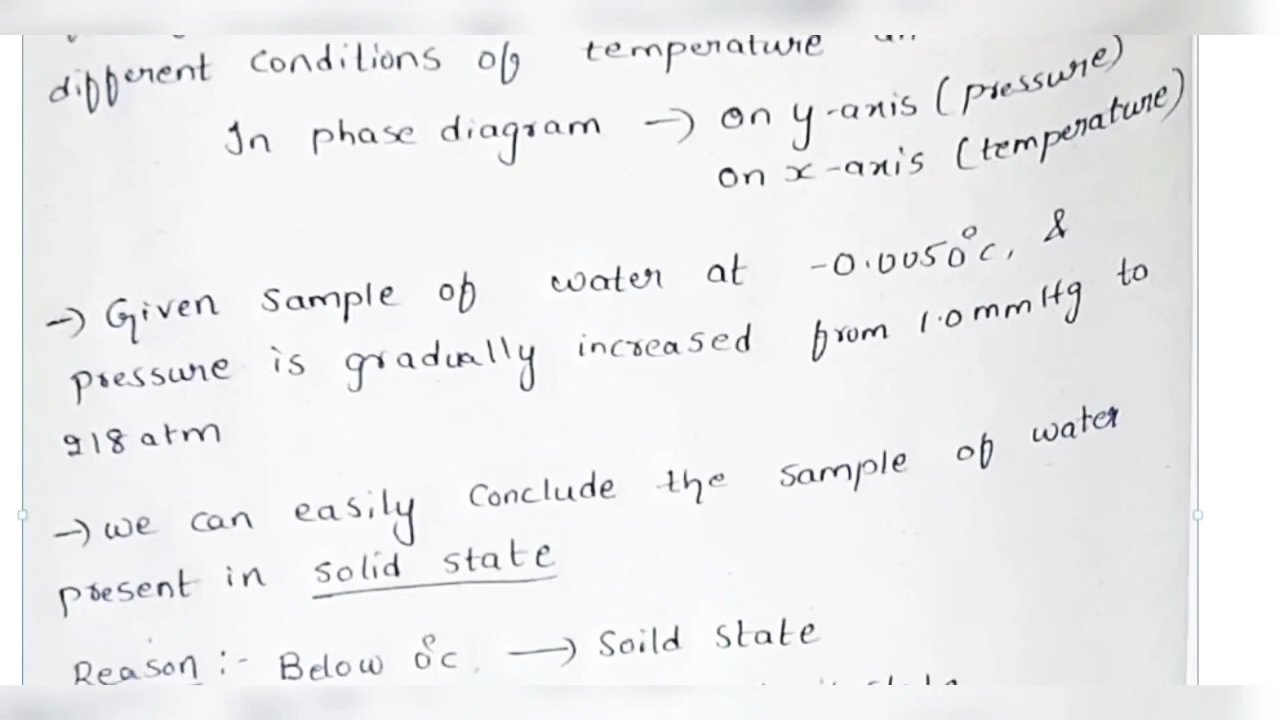 different conditions of temperature
In phase diagram → on y-axis (pressure)
on x-axis (temperature)
→ Given sample of water at -0.0050°C, &
pressure is gradually increased from 1.0mmHg to
218 atm
→ we can easily conclude the sample of water
present in solid state
Reason :- Below 0°C. → Soild state